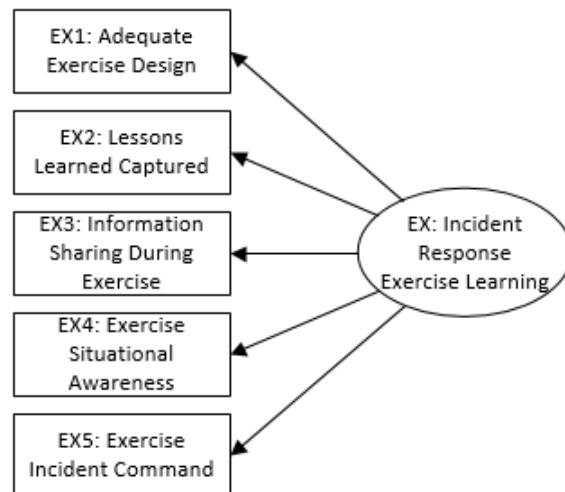 EX1: Adequate
Exercise Design
EX2: Lessons
Learned Captured
EX3: Information
Sharing During
Exercise
EX4: Exercise
Situational
Awareness
EX5: Exercise
Incident Command
EX: Incident
Response
Exercise Learning